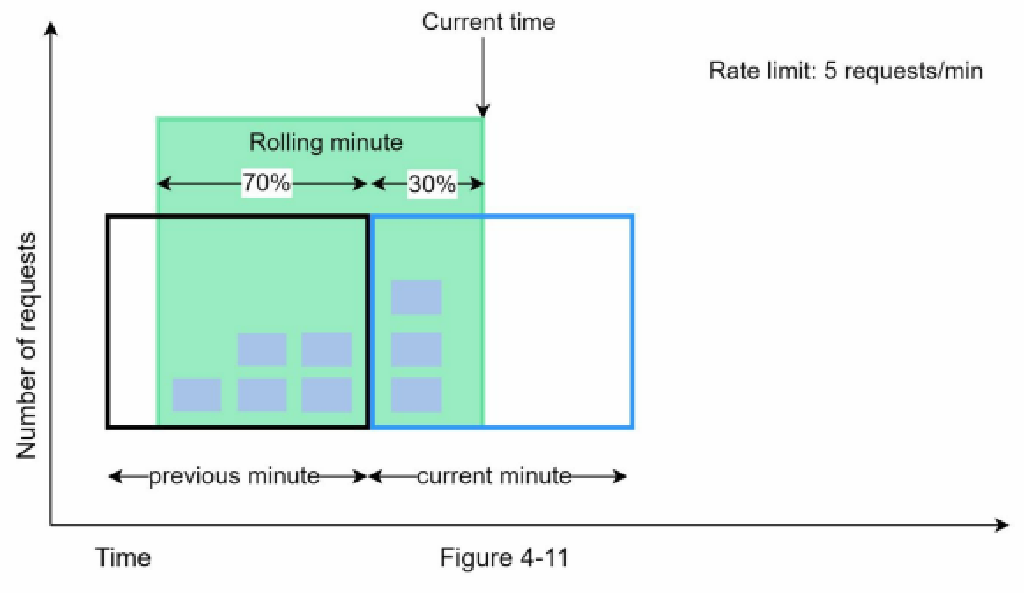 Current time
Rate limit: 5 requests/min
Rolling minute
70%
30%
Number of requests
previous minute
current minute
Time
Figure 4-11